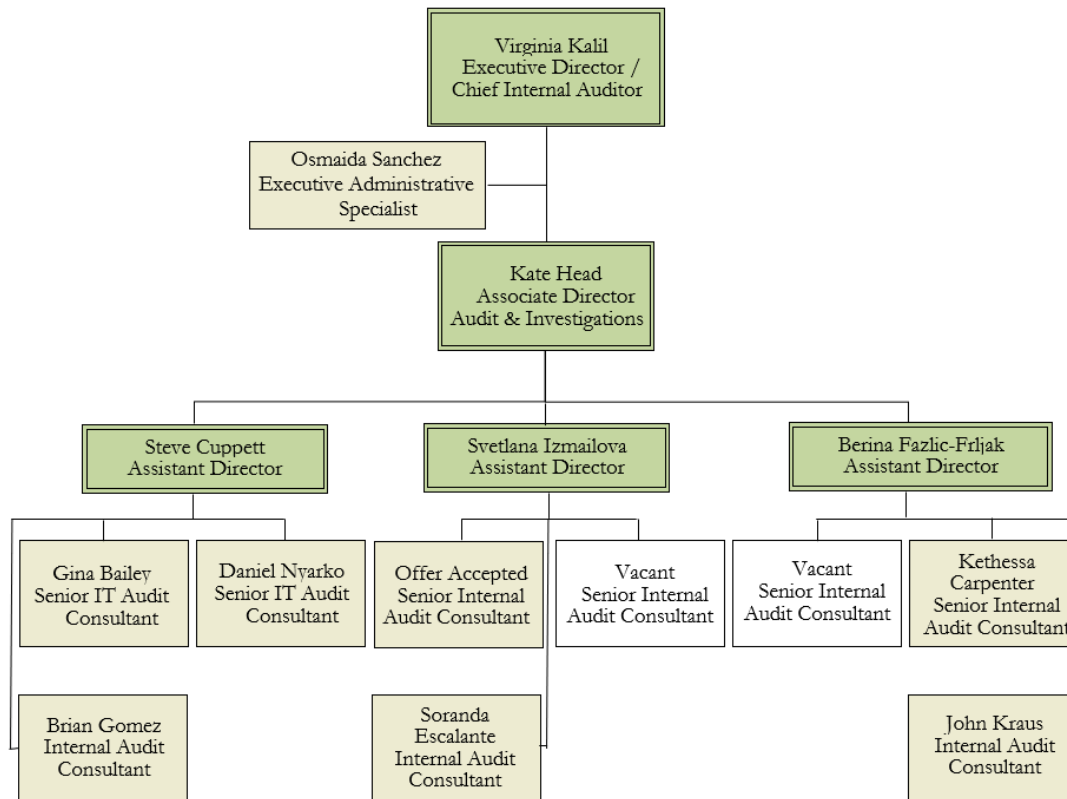 Virginia Kalil
Executive Director /
Chief Internal Auditor
Osmaida Sanchez
Executive Administrative
Specialist
Kate Head
Associate Director
Audit & Investigations
Steve Cuppett
Assistant Director
Svetlana Izmailova
Assistant Director
Berina Fazlic-Frljak
Assistant Director
Gina Bailey
Senior IT Audit
Consultant
Daniel Nyarko
Senior IT Audit
Consultant
Offer Accepted
Senior Internal
Audit Consultant
Vacant
Senior Internal
Audit Consultant
Vacant
Senior Internal
Audit Consultant
Kethessa
Carpenter
Senior Internal
Audit Consultant
Brian Gomez
Internal Audit
Consultant
Soranda
Escalante
Internal Audit
Consultant
John Kraus
Internal Audit
Consultant